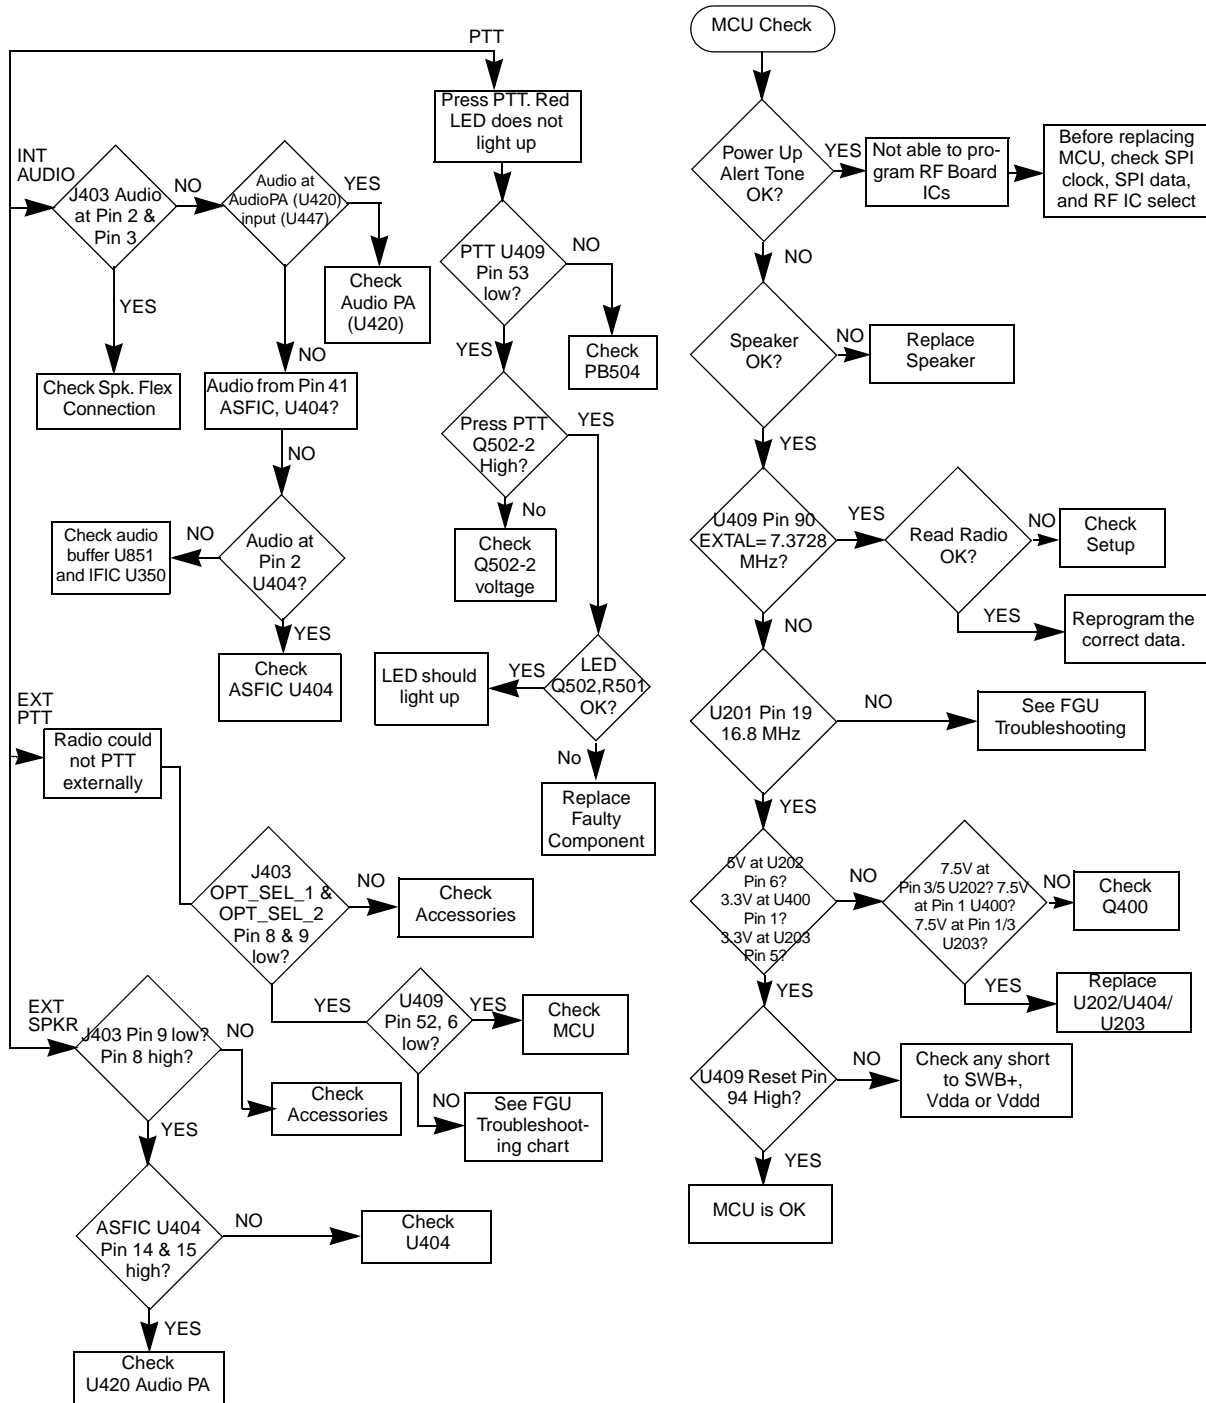 PTT
Press PTT. Red
LED does not
light up
INT
AUDIO
J403 Audio
at Pin 2 &
Pin 3
NO
Audio at
AudioPA (U420)
input (U447)
YES
Check
Audio PA
(U420)
YES
Check Spk. Flex
Connection
NO
Audio from Pin 41
ASFIC, U404?
NO
Audio at
Pin 2
U404?
NO
Check audio
buffer U851
and IFIC U350
YES
Check
ASFIC U404
PTT U409
Pin 53
low?
NO
Check
PB504
YES
Press PTT
Q502-2
High?
YES
No
Check
Q502-2
voltage
LED
Q502,R501
OK?
YES
LED should
light up
No
Replace
Faulty
Component
EXT
PTT
Radio could
not PTT
externally
J403
OPT_SEL_1 &
OPT_SEL_2
Pin 8 & 9
low?
NO
Check
Accessories
YES
U409
Pin 52, 6
low?
YES
Check
MCU
NO
See FGU
Troubleshoot-
ing chart
EXT
SPKR
J403 Pin 9 low?
Pin 8 high?
NO
Check
Accessories
YES
ASFIC U404
Pin 14 & 15
high?
NO
Check
U404
YES
Check
U420 Audio PA
MCU Check
Power Up
Alert Tone
OK?
YES
Not able to pro-
gram RF Board
ICs
Before replacing
MCU, check SPI
clock, SPI data,
and RF IC select
NO
Speaker
OK?
NO
Replace
Speaker
YES
U409 Pin 90
EXTAL= 7.3728
MHz?
YES
Read Radio
OK?
NO
Check
Setup
YES
Reprogram the
correct data.
NO
U201 Pin 19
16.8 MHz
NO
See FGU
Troubleshooting
YES
5V at U202
Pin 6?
3.3V at U400
Pin 1?
3.3V at U203
Pin 5?
NO
7.5V at
Pin 3/5 U202? 7.5V
at Pin 1 U400?
7.5V at Pin 1/3
U203?
NO
Check
Q400
YES
Replace
U202/U404/
U203
YES
U409 Reset Pin
94 High?
NO
Check any short
to SWB+,
Vdda or Vddd
YES
MCU is OK